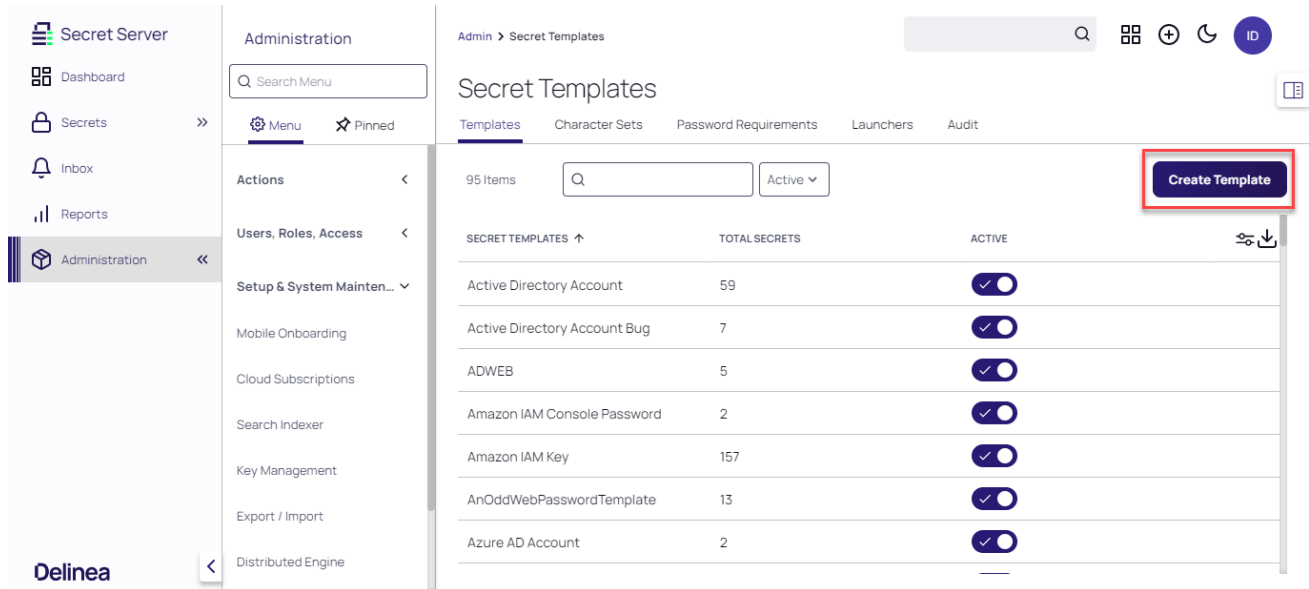 Secret Server
Dashboard
Secrets
Inbox
Reports
Administration
Delinea
Administration
Search Menu
Menu Pinned
Actions
Users, Roles, Access
Setup & System Mainten...
Mobile Onboarding
Cloud Subscriptions
Search Indexer
Key Management
Export / Import
Distributed Engine
Admin > Secret Templates
ID
Secret Templates
Templates Character Sets Password Requirements Launchers Audit
95 Items Active Create Template
SECRET TEMPLATES TOTAL SECRETS ACTIVE
Active Directory Account 59
Active Directory Account Bug 7
ADWEB 5
Amazon IAM Console Password 2
Amazon IAM Key 157
AnOddWebPasswordTemplate 13
Azure AD Account 2